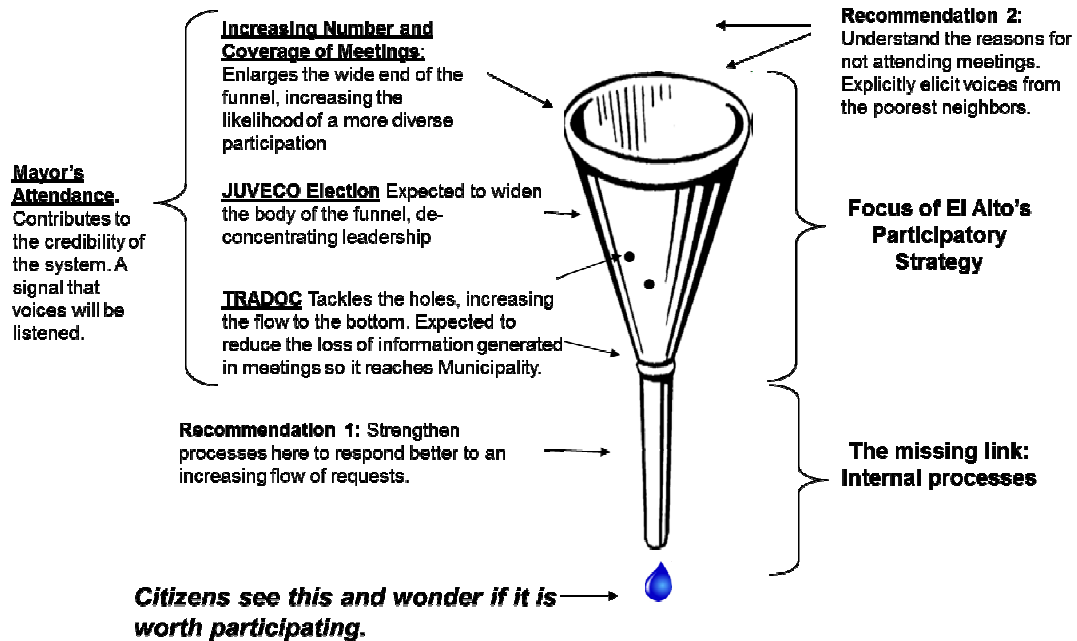 Increasing Number and
Coverage of Meetings:
Enlarges the wide end of the
funnel, increasing the
likelihood of a more diverse
participation
Recommendation 2:
Understand the reasons for
not attending meetings.
Explicitly elicit voices from
the poorest neighbors.
Mayor's
Attendance.
Contributes to
the credibility of
the system. A
signal that
voices will be
listened.
JUVECO Election Expected to widen
the body of the funnel, de-
concentrating leadership
TRADOC Tackles the holes, increasing
the flow to the bottom. Expected to
reduce the loss of information generated
in meetings so it reaches Municipality.
Focus of El Alto's
Participatory
Strategy
Recommendation 1: Strengthen
processes here to respond better to an
increasing flow of requests.
The missing link:
Internal processes
Citizens see this and wonder if it is
worth participating.